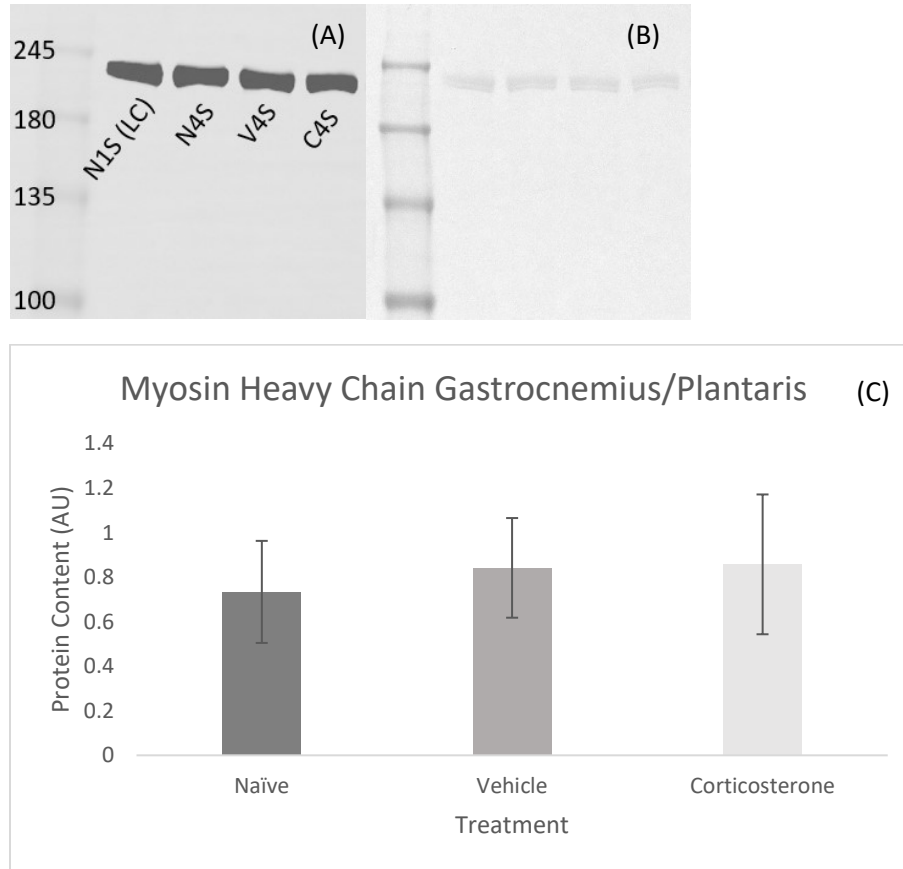 (A)
(B)
245
180
135
100
N1S (LC)
N4S
V4S
C4S
Myosin Heavy Chain Gastrocnemius/Plantaris
(C)
Protein Content (AU)
1.4
1.2
1
0.8
0.6
0.4
0.2
0
Naïve
Vehicle
Corticosterone
Treatment